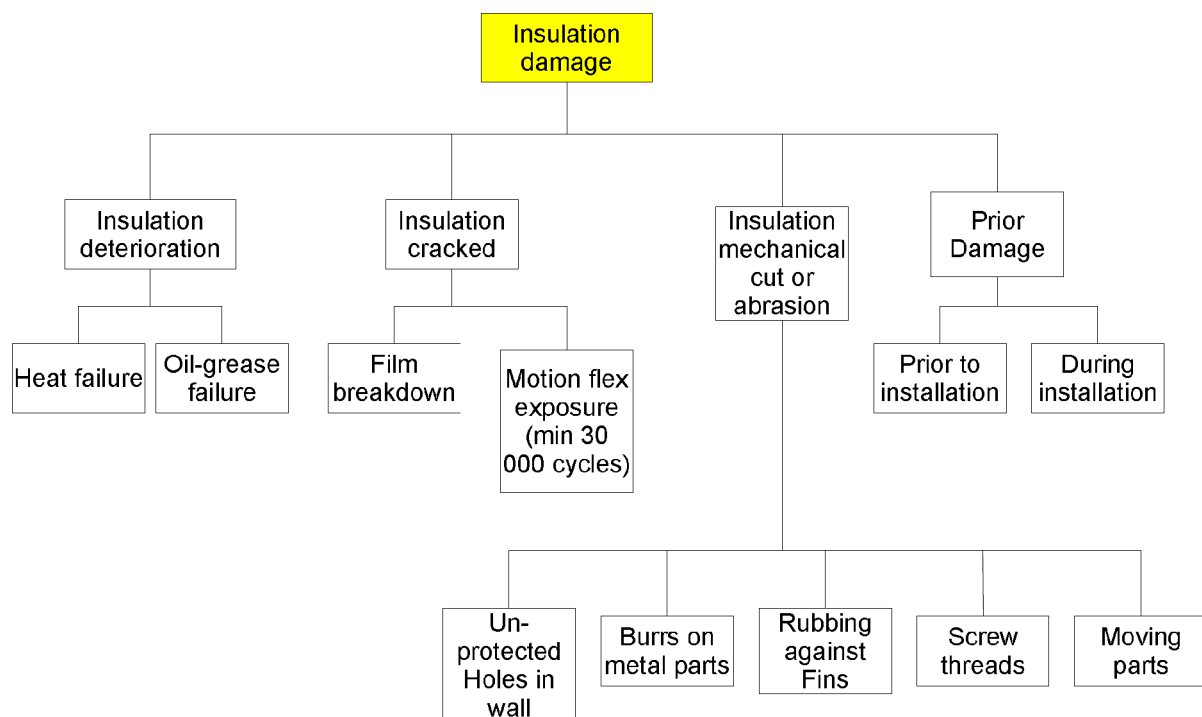 Insulation
damage
Insulation
deterioration
Insulation
cracked
Insulation
mechanical
cut or
abrasion
Prior
Damage
Heat failure
Oil-grease
failure
Film
breakdown
Motion flex
exposure
(min 30
000 cycles)
Prior to
installation
During
installation
Un-
protected
Holes in
wall
Burrs on
metal parts
Rubbing
against
Fins
Screw
threads
Moving
parts